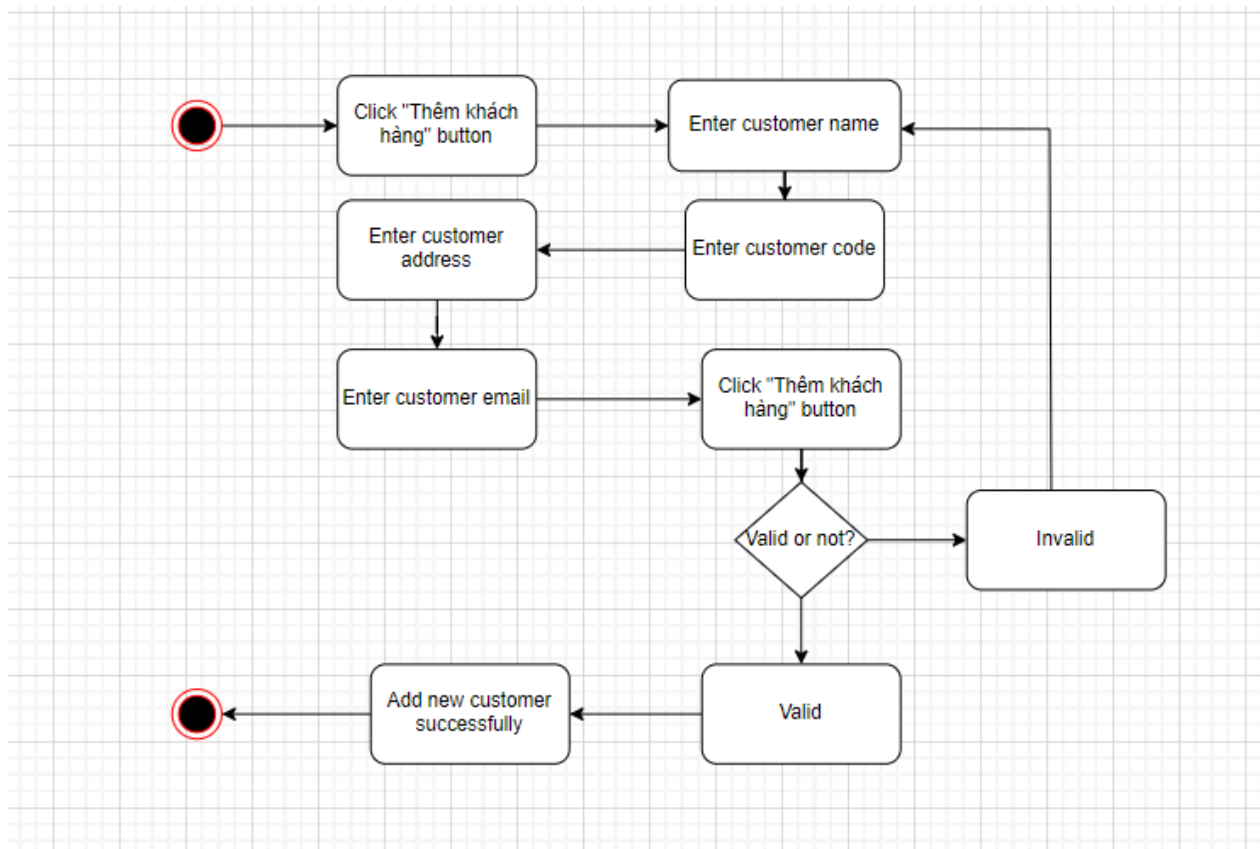 Click "Thêm khách
hàng" button
Enter customer name
Enter customer code
Enter customer
address
Enter customer email
Click "Thêm khách
hàng" button
Valid or not?
Invalid
Valid
Add new customer
successfully